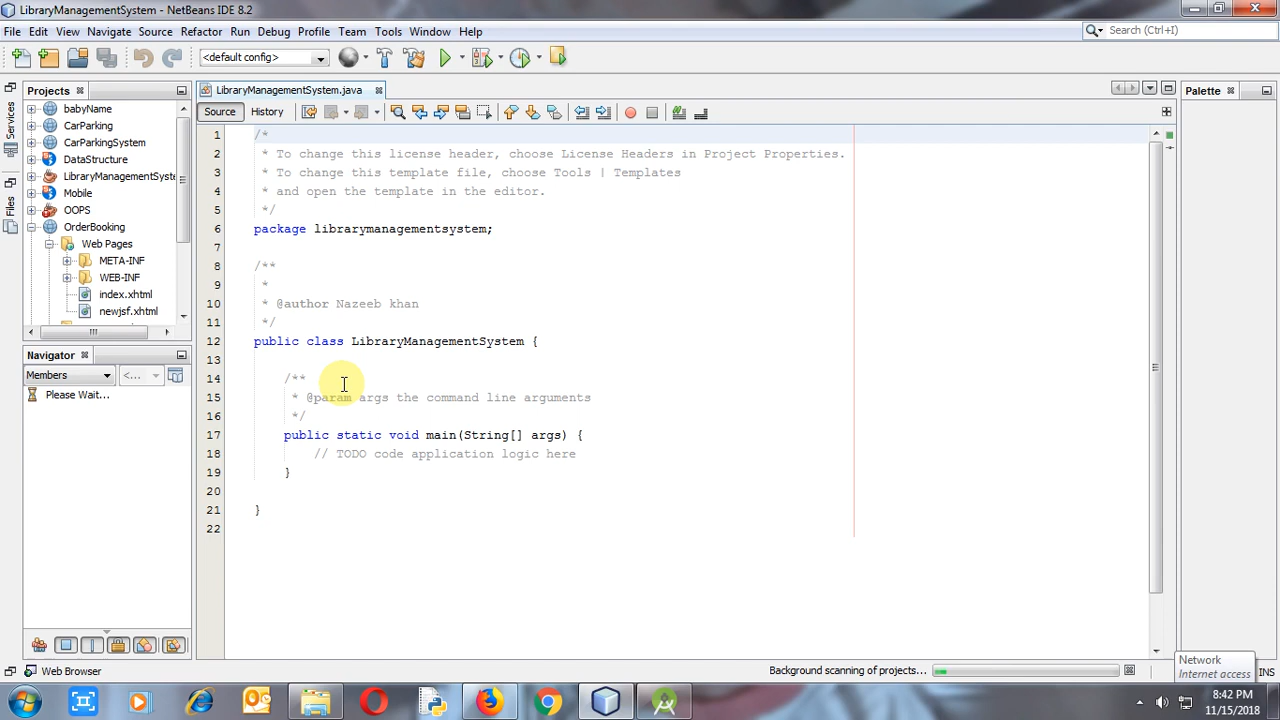 LibraryManagementSystem - NetBeans IDE 8.2
File Edit View Navigate Source Refactor Run Debug Profile Team Tools Window Help
Search (Ctrl+I)
<default config>
Projects
babyName
CarParking
CarParkingSystem
DataStructure
LibraryManagementSyste
Mobile
OOPS
OrderBooking
Web Pages
META-INF
WEB-INF
index.xhtml
newjsf.xhtml
Services
Files
Navigator
Members
<...
Please Wait...
LibraryManagementSystem.java
Source History
1 /*
2 * To change this license header, choose License Headers in Project Properties.
3 * To change this template file, choose Tools | Templates
4 * and open the template in the editor.
5 */
6 package librarymanagementsystem;
7
8 /**
9 *
10 * @author Nazeeb khan
11 */
12 public class LibraryManagementSystem {
13
14 /**
15 * @param args the command line arguments
16 */
17 public static void main(String[] args) {
18 // TODO code application logic here
19 }
20
21 }
22
Palette
Web Browser
Background scanning of projects...
INS
Network
Internet access
8:42 PM
11/15/2018